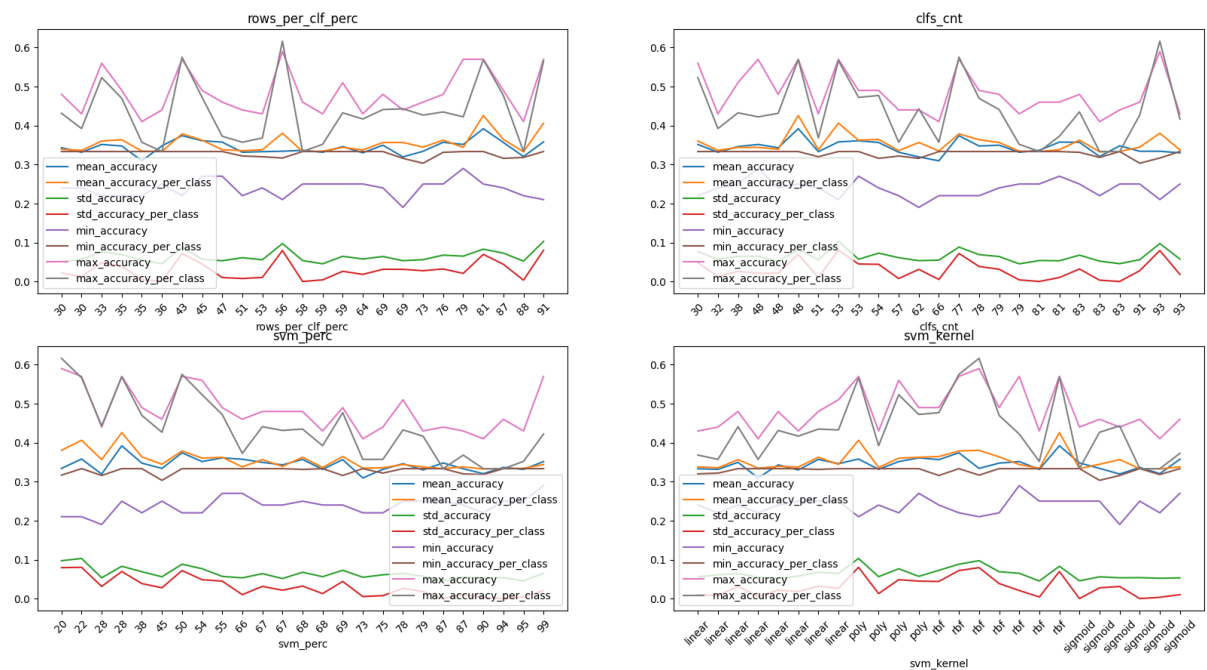 rows_per_clf_perc
0.6
0.5
0.4
0.3
0.2
0.1
0.0
mean_accuracy
mean_accuracy_per_class
std_accuracy
std_accuracy_per_class
min_accuracy
min_accuracy_per_class
max_accuracy
max_accuracy_per_class
30 30 33 35 35 36 43 45 47 51 56 56 58 59 59 64 69 69 73 76 79 81 87 88 91
rows_per_clf_perc
clfs_cnt
0.6
0.5
0.4
0.3
0.2
0.1
0.0
mean_accuracy
mean_accuracy_per_class
std_accuracy
std_accuracy_per_class
min_accuracy
min_accuracy_per_class
max_accuracy
max_accuracy_per_class
30 32 38 48 48 48 51 53 53 54 57 62 66 77 78 79 79 81 81 83 83 83 91 93 93
clfs_cnt
svm_perc
0.6
0.5
0.4
0.3
0.2
0.1
0.0
mean_accuracy
mean_accuracy_per_class
std_accuracy
std_accuracy_per_class
min_accuracy
min_accuracy_per_class
max_accuracy
max_accuracy_per_class
20 22 28 28 38 45 50 54 55 66 67 67 68 68 69 73 75 78 79 87 87 90 94 95 99
svm_perc
svm_kernel
0.6
0.5
0.4
0.3
0.2
0.1
0.0
mean_accuracy
mean_accuracy_per_class
std_accuracy
std_accuracy_per_class
min_accuracy
min_accuracy_per_class
max_accuracy
max_accuracy_per_class
linear linear linear linear linear linear linear linear poly poly poly poly rbf rbf rbf rbf rbf rbf rbf sigmoid sigmoid sigmoid sigmoid sigmoid sigmoid
svm_kernel